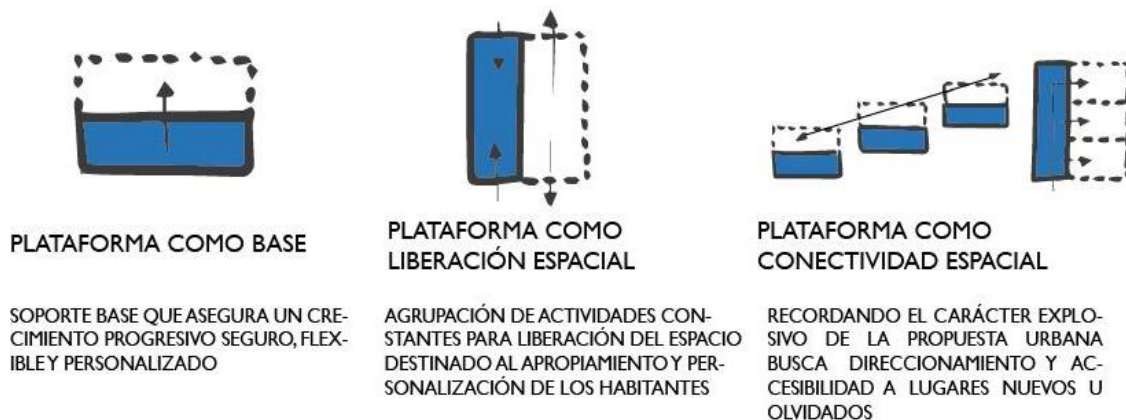 PLATAFORMA COMO BASE
SOPORTE BASE QUE ASEGURA UN CRE-
CIMIENTO PROGRESIVO SEGURO, FLEX-
IBLE Y PERSONALIZADO
PLATAFORMA COMO
LIBERACIÓN ESPACIAL
AGRUPACIÓN DE ACTIVIDADES CON-
STANTES PARA LIBERACIÓN DEL ESPACIO
DESTINADO AL APROPIAMIENTO Y PER-
SONALIZACIÓN DE LOS HABITANTES
PLATAFORMA COMO
CONECTIVIDAD ESPACIAL
RECORDANDO EL CARÁCTER EXPLO-
SIVO DE LA PROPUESTA URBANA
BUSCA DIRECCIONAMIENTO Y AC-
CESIBILIDAD A LUGARES NUEVOS U
OLVIDADOS